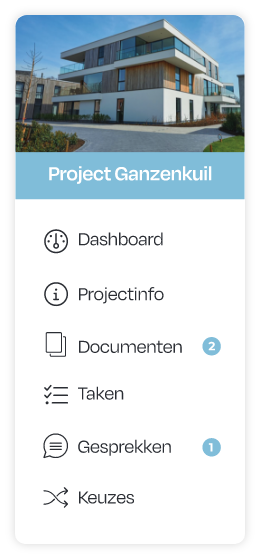 Project Ganzenkuil
Dashboard
Projectinfo
Documenten 2
Taken
Gesprekken 1
Keuzes